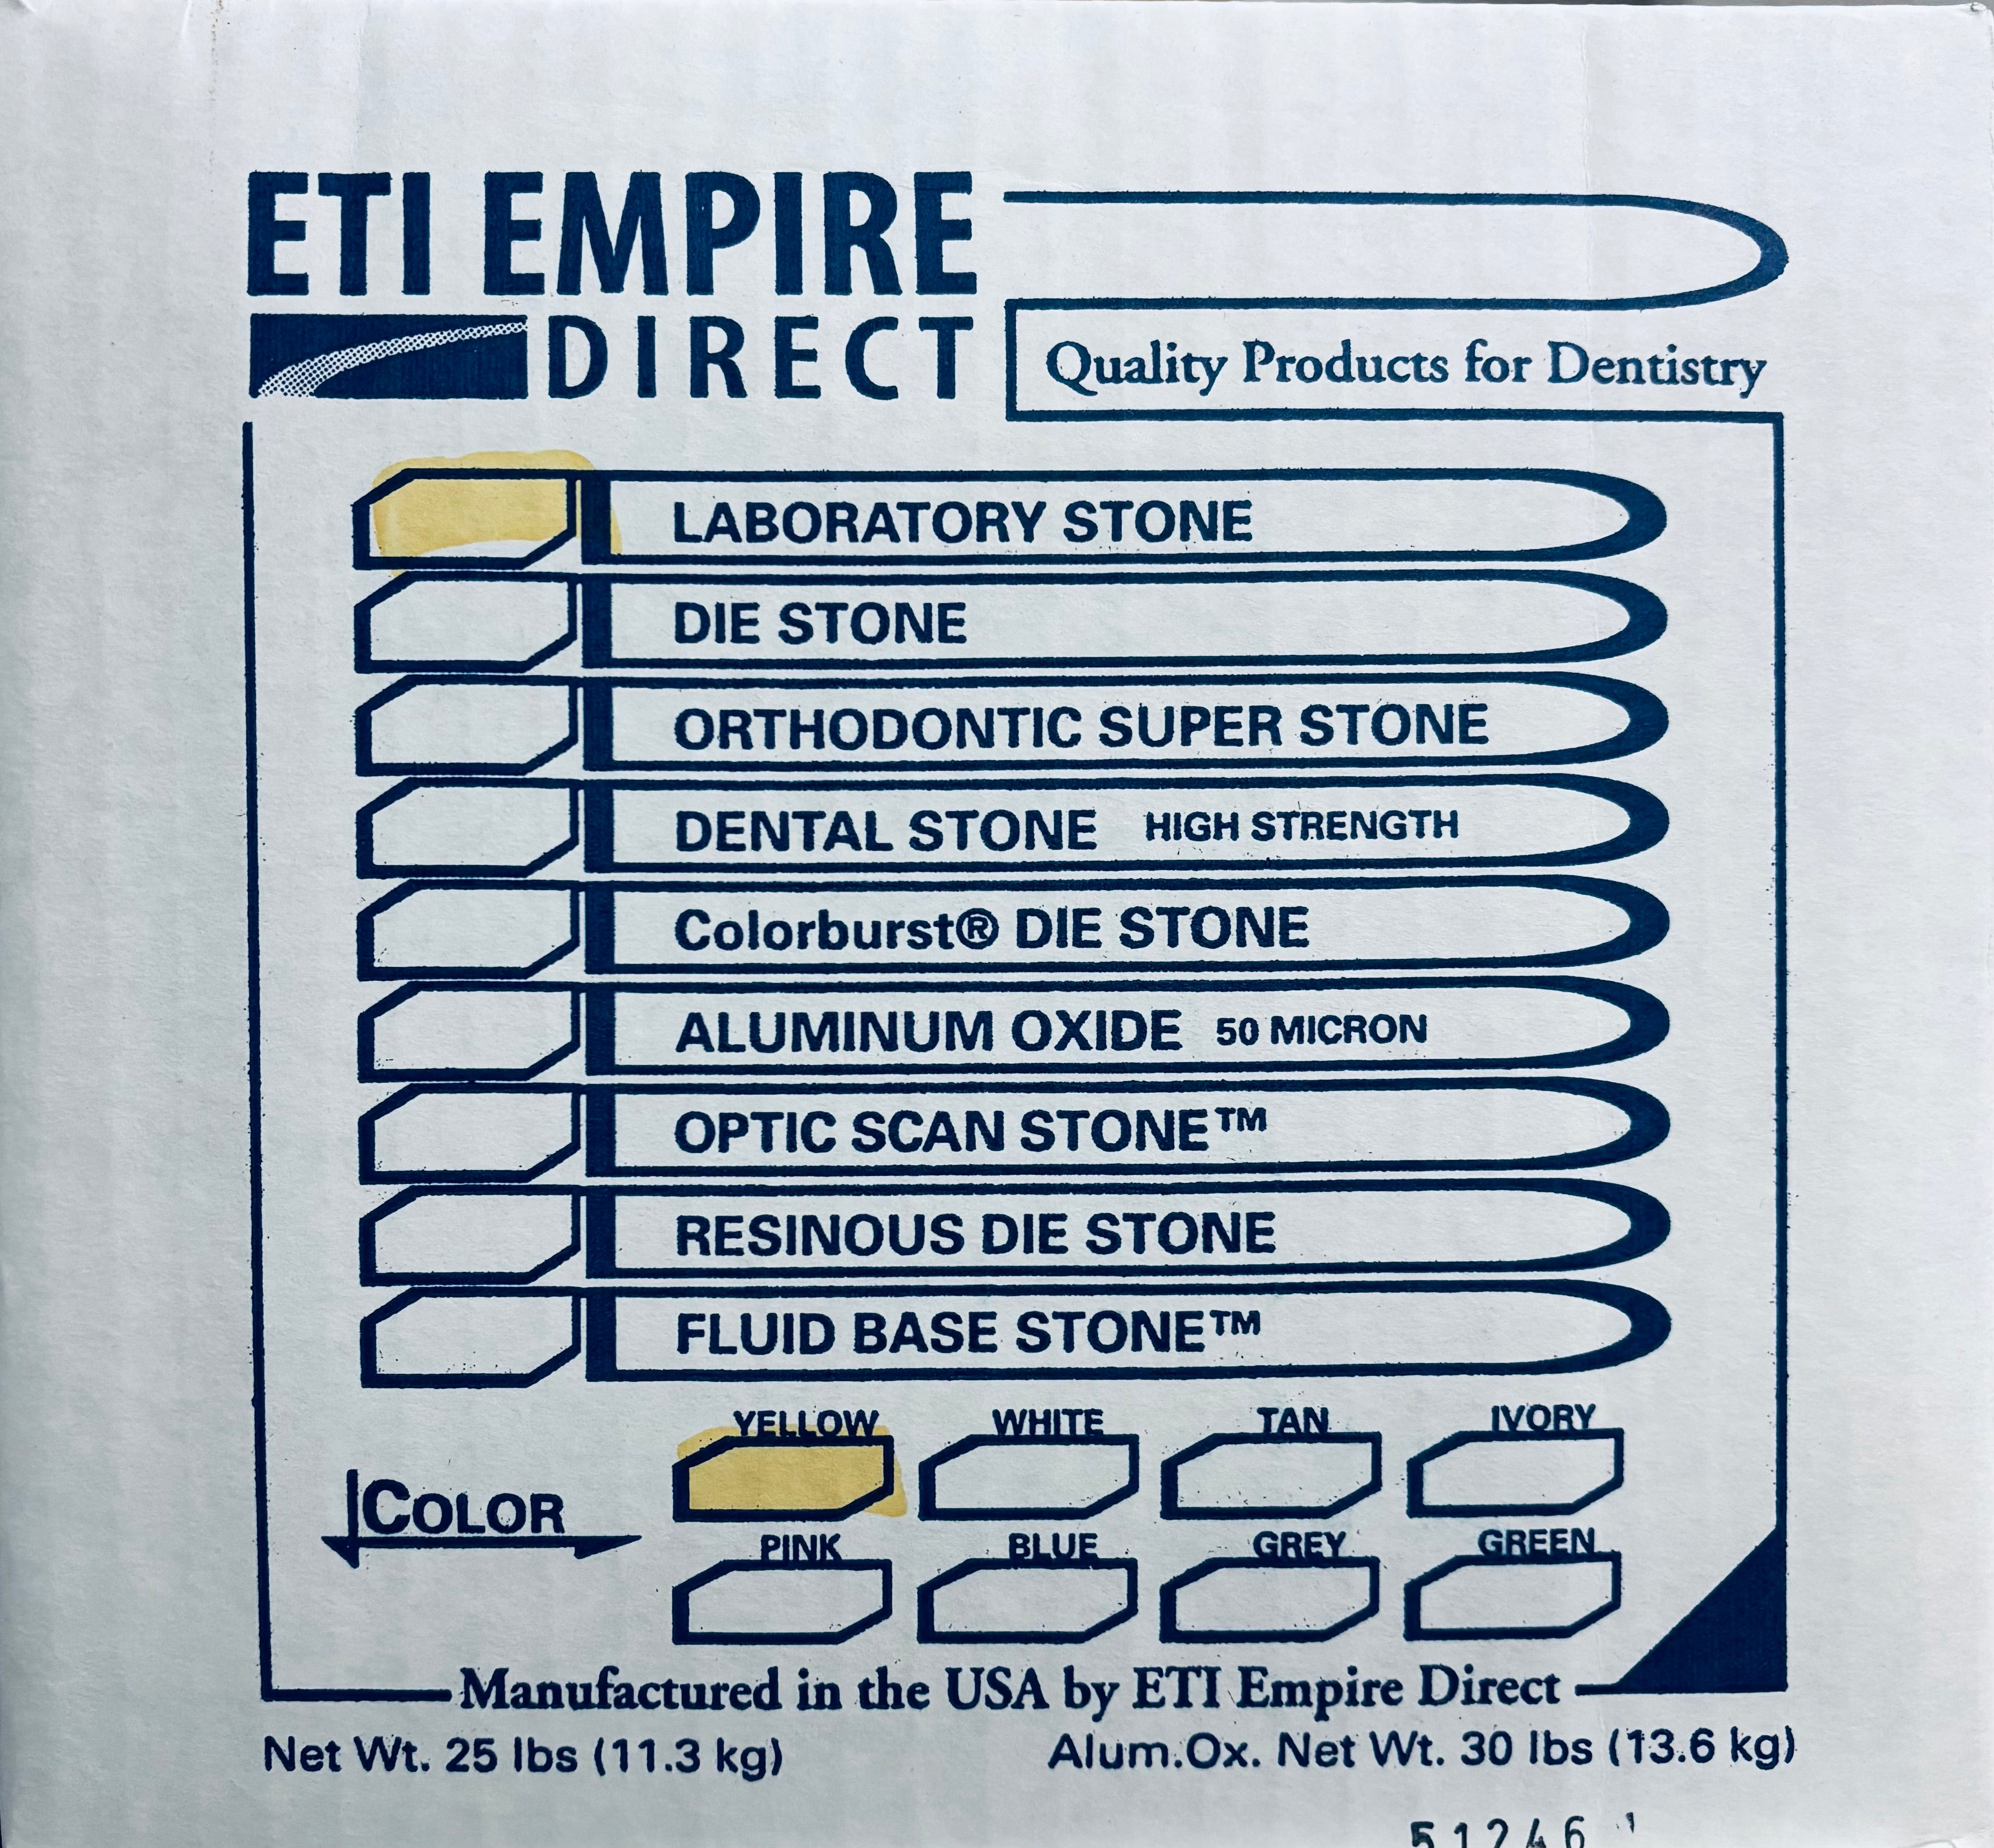 ETI EMPIRE
DIRECT
Quality Products for Dentistry
LABORATORY STONE
DIE STONE
ORTHODONTIC SUPER STONE
DENTAL STONE HIGH STRENGTH
Colorburst® DIE STONE
ALUMINUM OXIDE 50 MICRON
OPTIC SCAN STONE™
RESINOUS DIE STONE
FLUID BASE STONE™
YELLOW WHITE TAN IVORY
COLOR
PINK BLUE GREY GREEN
Manufactured in the USA by ETI Empire Direct
Net Wt. 25 lbs (11.3 kg) Alum.Ox. Net Wt. 30 lbs (13.6 kg)
51246